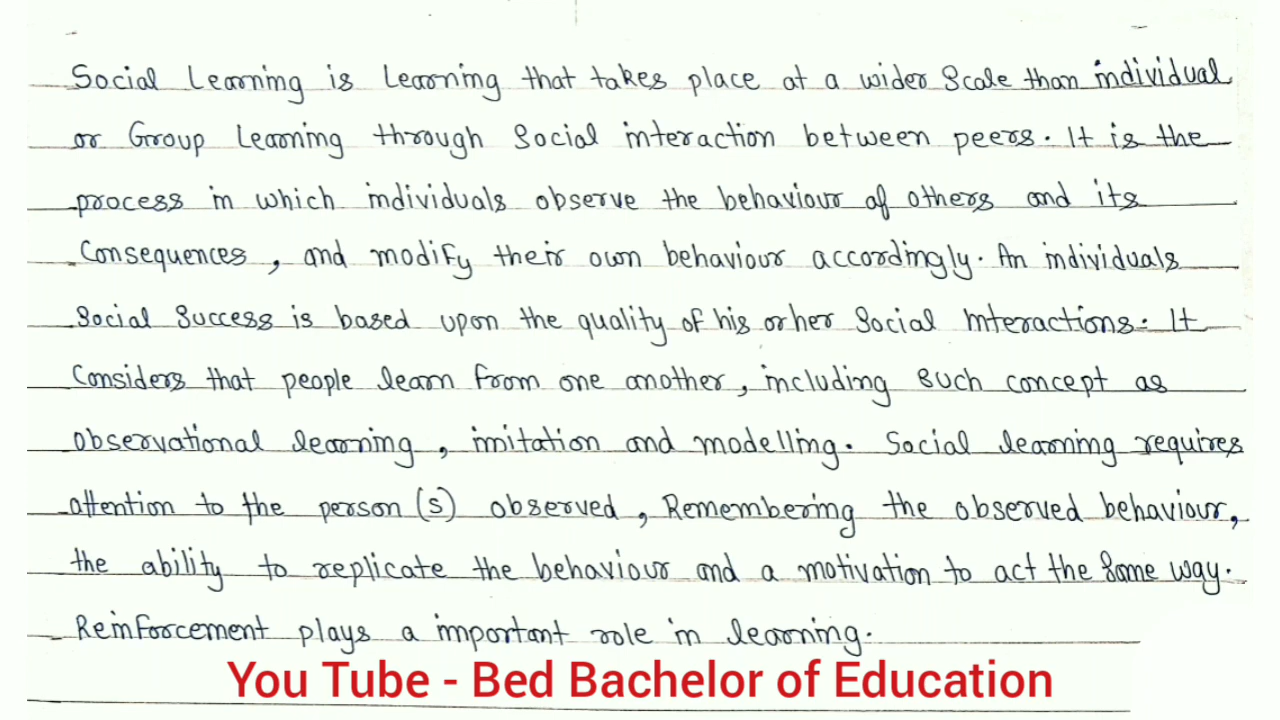 Social Learning is Learning that takes place at a wider Scale than individual
or Group Learning through Social interaction between peers. It is the
process in which individuals observe the behaviour of others and its
Consequences, and modify their own behaviour accordingly. An individuals
Social Success is based upon the quality of his or her Social Interactions. It
Considers that people learn from one another, including such concept as
observational learning, imitation and modelling. Social learning requires
attention to the person (s) observed, Remembering the observed behaviour,
the ability to replicate the behaviour and a motivation to act the Same way.
Reinforcement plays a important role in learning.
You Tube - Bed Bachelor of Education